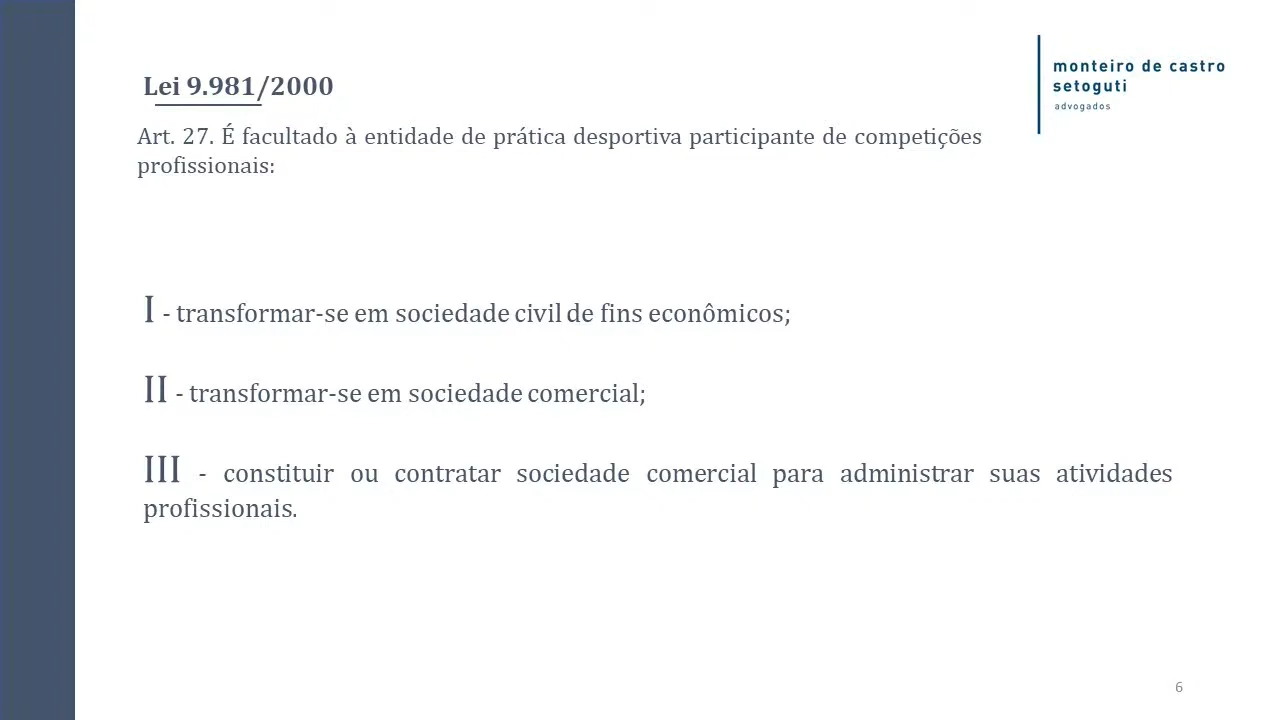 Lei 9.981/2000
monteiro de castro
setoguti
advogados
Art. 27. É facultado à entidade de prática desportiva participante de competições
profissionais:
I - transformar-se em sociedade civil de fins econômicos;
II - transformar-se em sociedade comercial;
III - constituir ou contratar sociedade comercial para administrar suas atividades
profissionais.
6